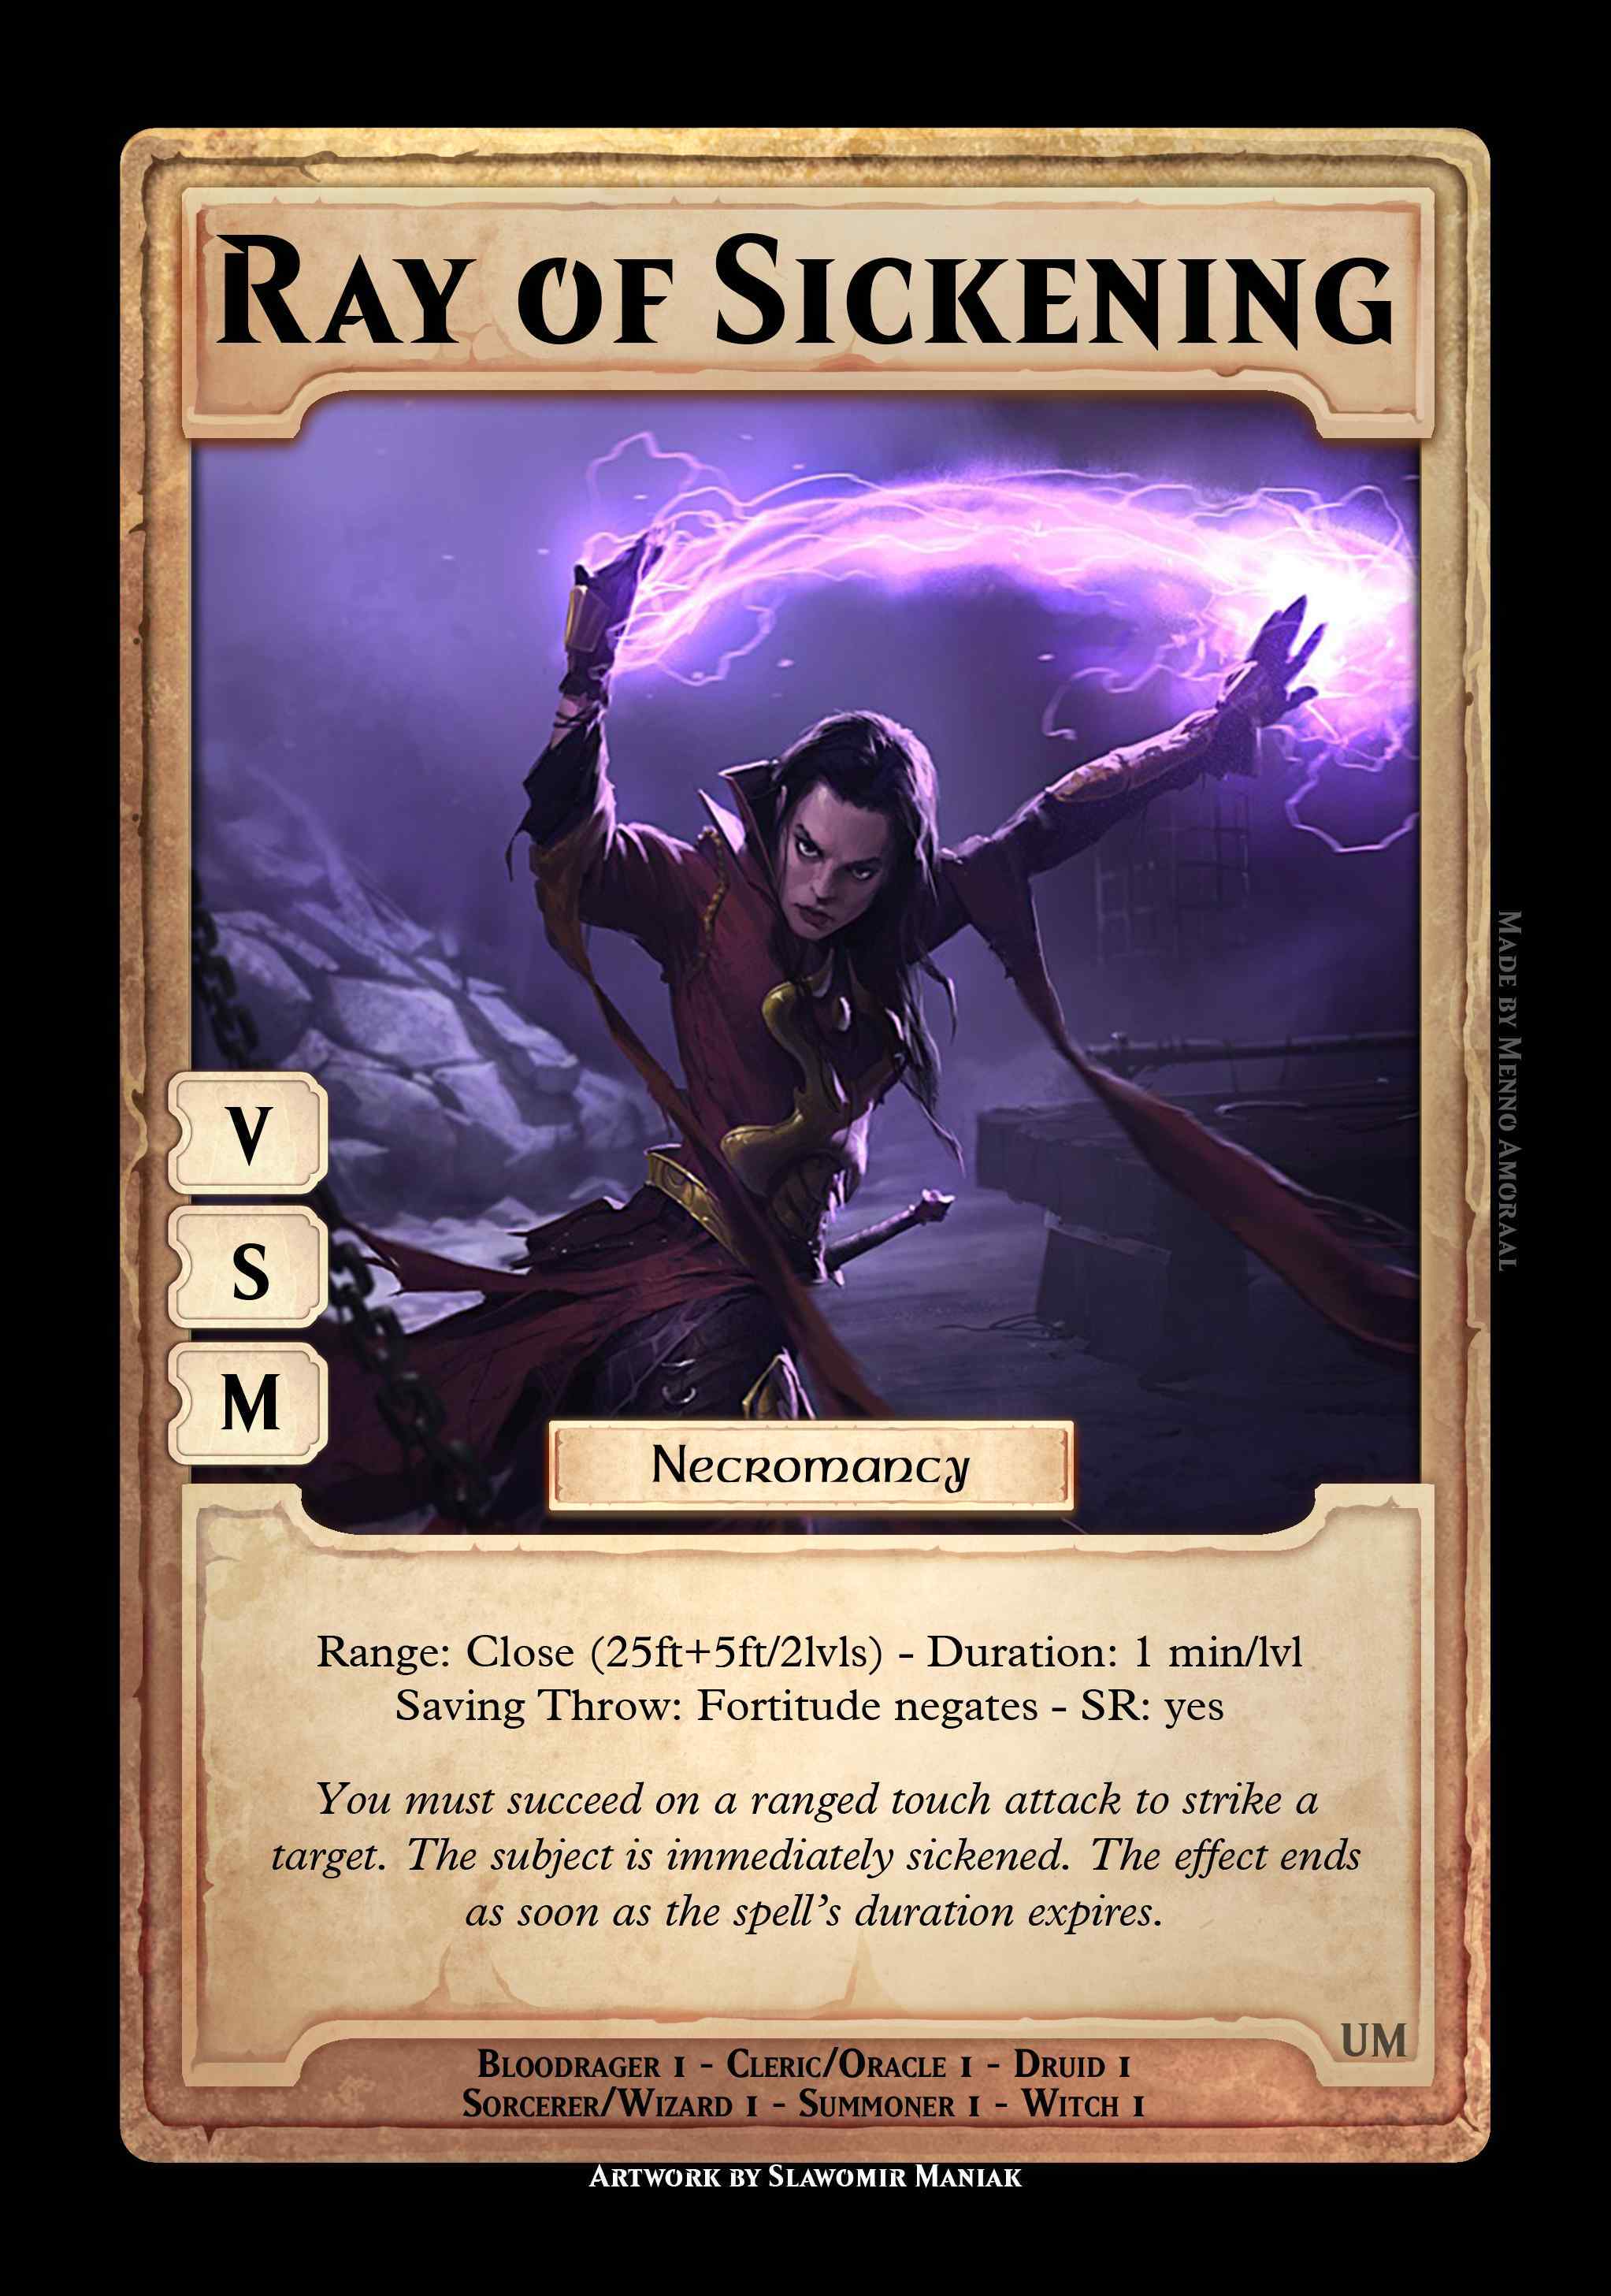 Ray of Sickening
Made by Menno Amoraal
V
S
M
Necromancy
Range: Close (25ft+5ft/2lvls) - Duration: 1 min/lvl
Saving Throw: Fortitude negates - SR: yes
You must succeed on a ranged touch attack to strike a
target. The subject is immediately sickened. The effect ends
as soon as the spell's duration expires.
UM
Bloodrager 1 - Cleric/Oracle 1 - Druid 1
Sorcerer/Wizard 1 - Summoner 1 - Witch 1
Artwork by Slawomir Maniak